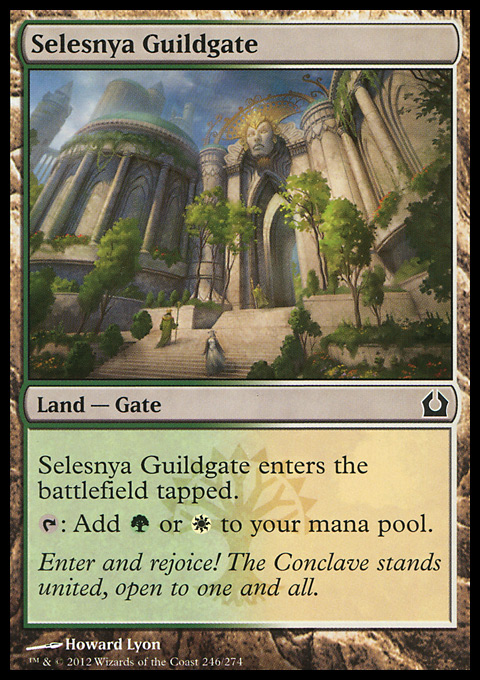 Selesnya Guildgate
Land — Gate
Selesnya Guildgate enters the
battlefield tapped.
: Add or to your mana pool.
Enter and rejoice! The Conclave stands
united, open to one and all.
Howard Lyon
™ & © 2012 Wizards of the Coast 246/274